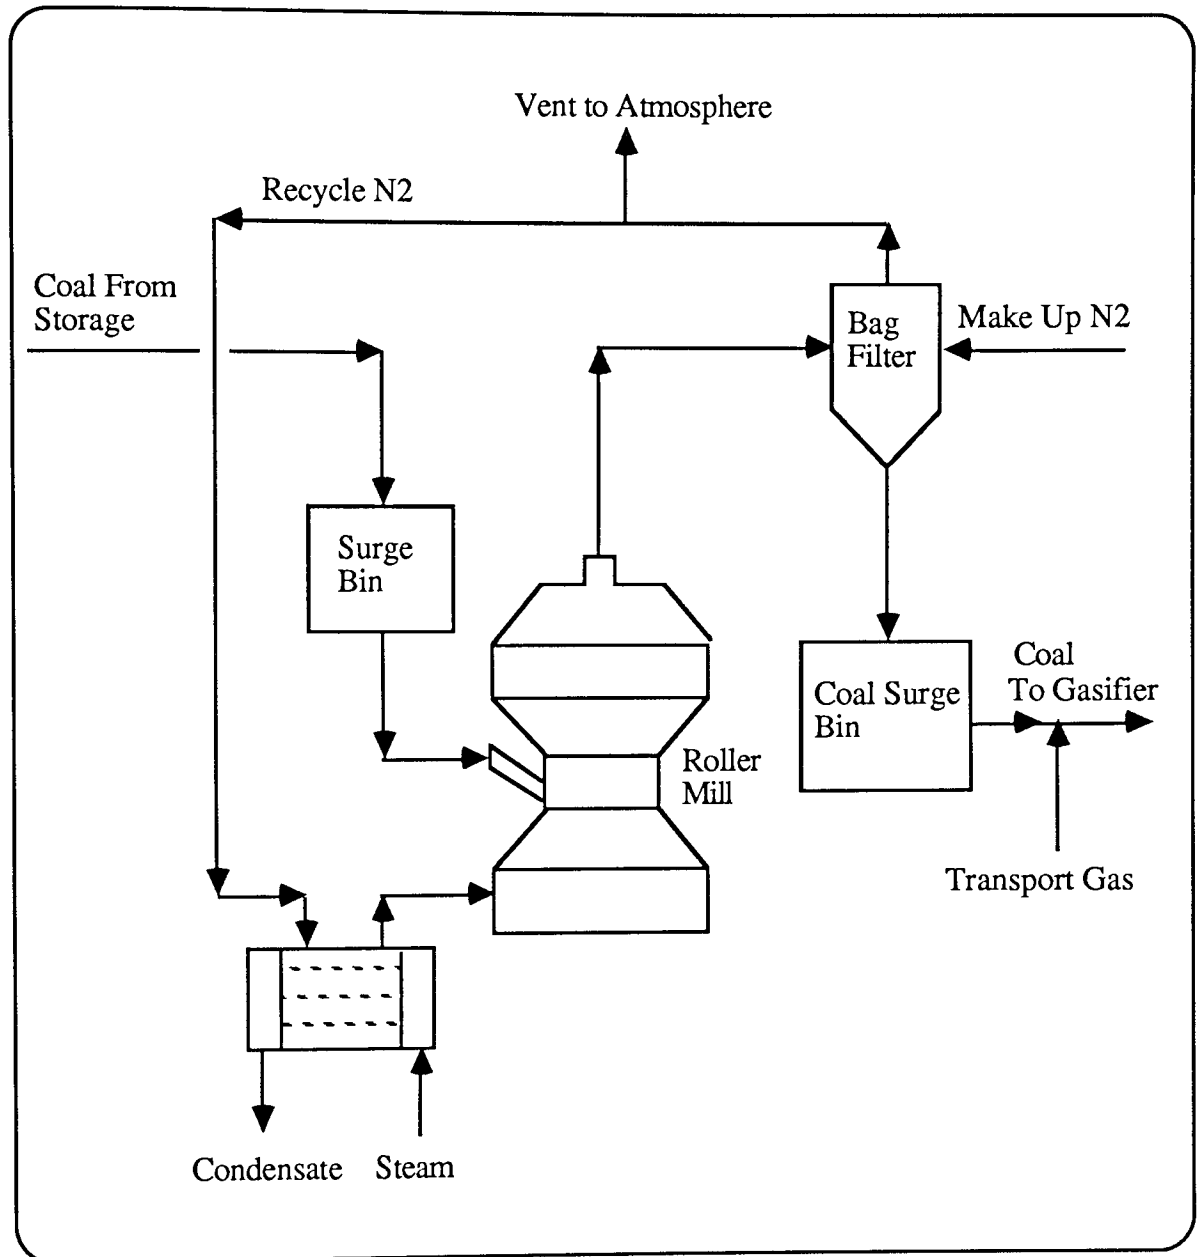 Vent to Atmosphere
Recycle N2
Coal From
Storage
Bag
Filter
Make Up N2
Surge
Bin
Coal
To Gasifier
Coal Surge
Bin
Roller
Mill
Transport Gas
Condensate
Steam